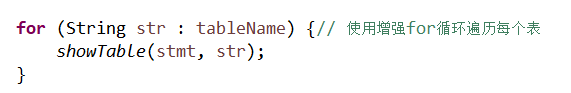 for (String str : tableName) {// 使用增强for循环遍历每个表
    showTable(stmt, str);
}